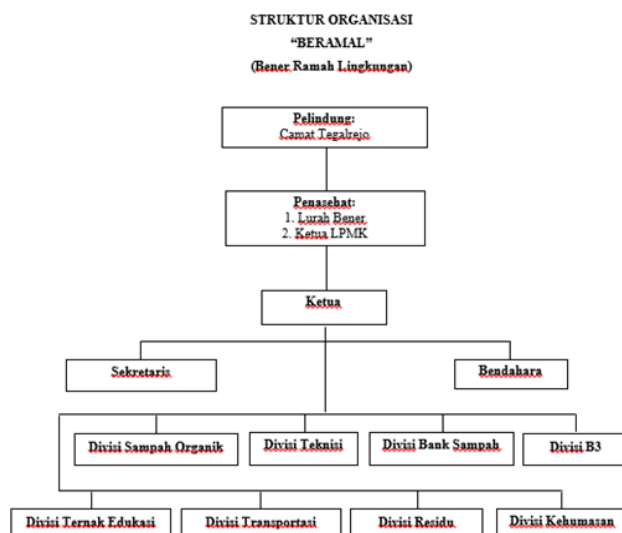 STRUKTUR ORGANISASI
“BERAMAL”
(Bener Ramah Lingkungan)
Pelindung:
Camat Tegalrejo
Penasehat:
1. Lurah Bener
2. Ketua LPMK
Ketua
Sekretaris
Bendahara
Divisi Sampah Organik
Divisi Teknisi
Divisi Bank Sampah
Divisi B3
Divisi Ternak Edukasi
Divisi Transportasi
Divisi Residu
Divisi Kehumasan